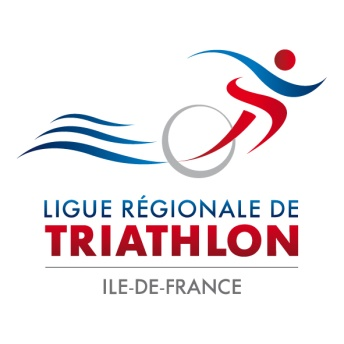 LIGUE RÉGIONALE DE
TRIATHLON
ILE-DE-FRANCE